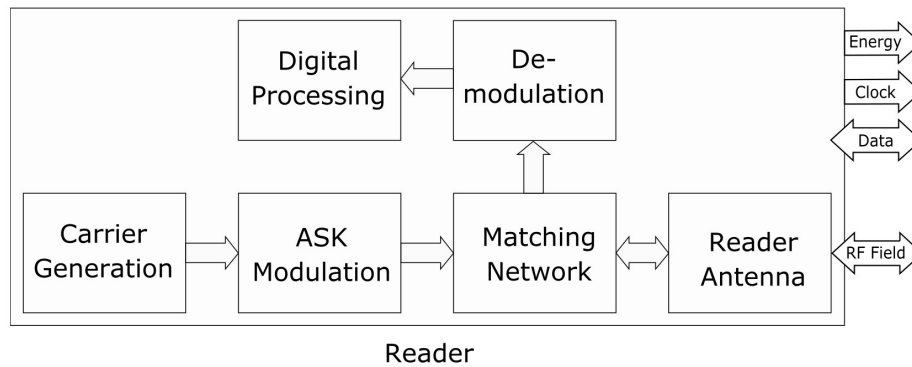 Digital
Processing
De-
modulation
Energy
Clock
Data
Carrier
Generation
ASK
Modulation
Matching
Network
Reader
Antenna
RF Field
Reader